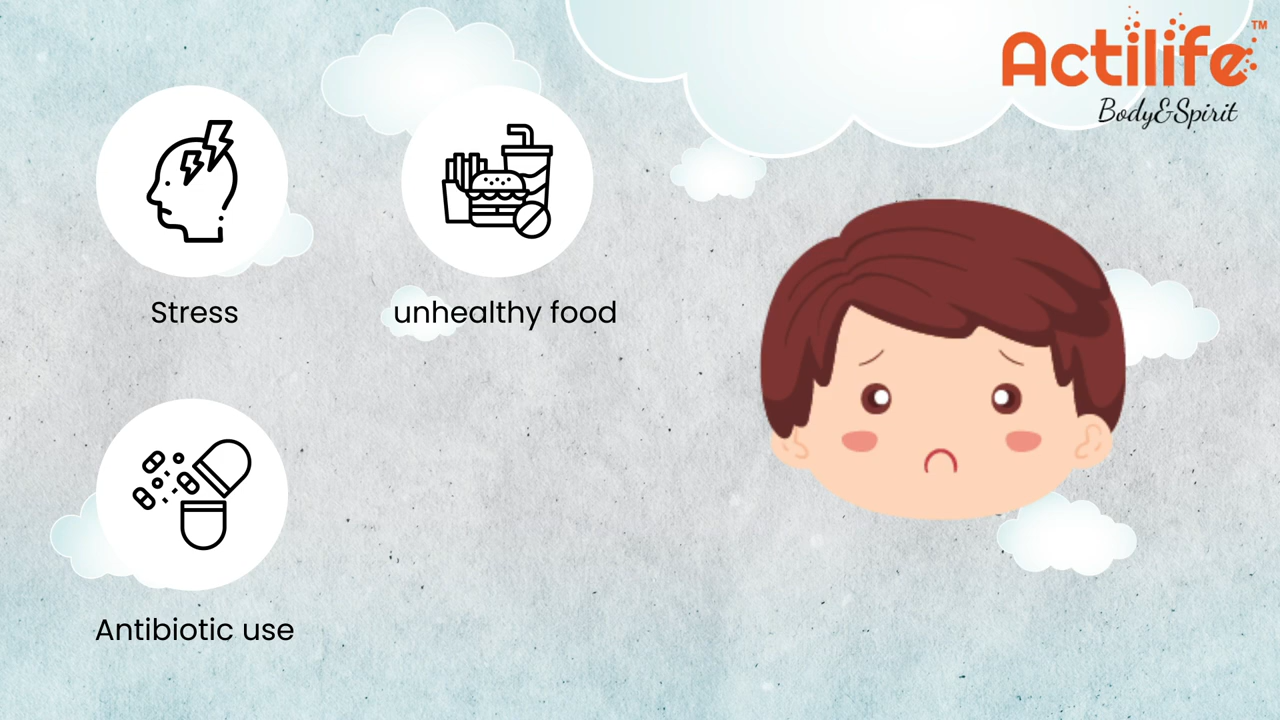 Actilife™
Body&Spirit
Stress
unhealthy food
Antibiotic use